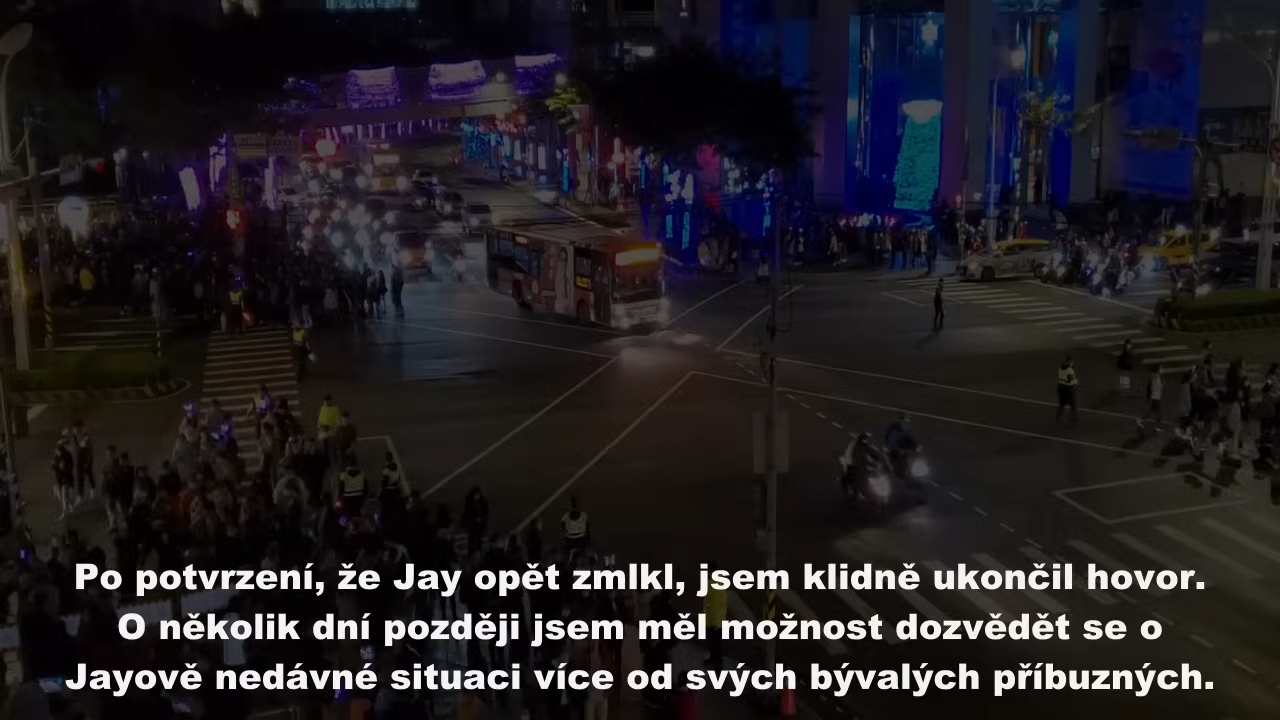 Po potvrzení, že Jay opět zmlkl, jsem klidně ukončil hovor.
O několik dní později jsem měl možnost dozvědět se o
Jayově nedávné situaci více od svých bývalých příbuzných.